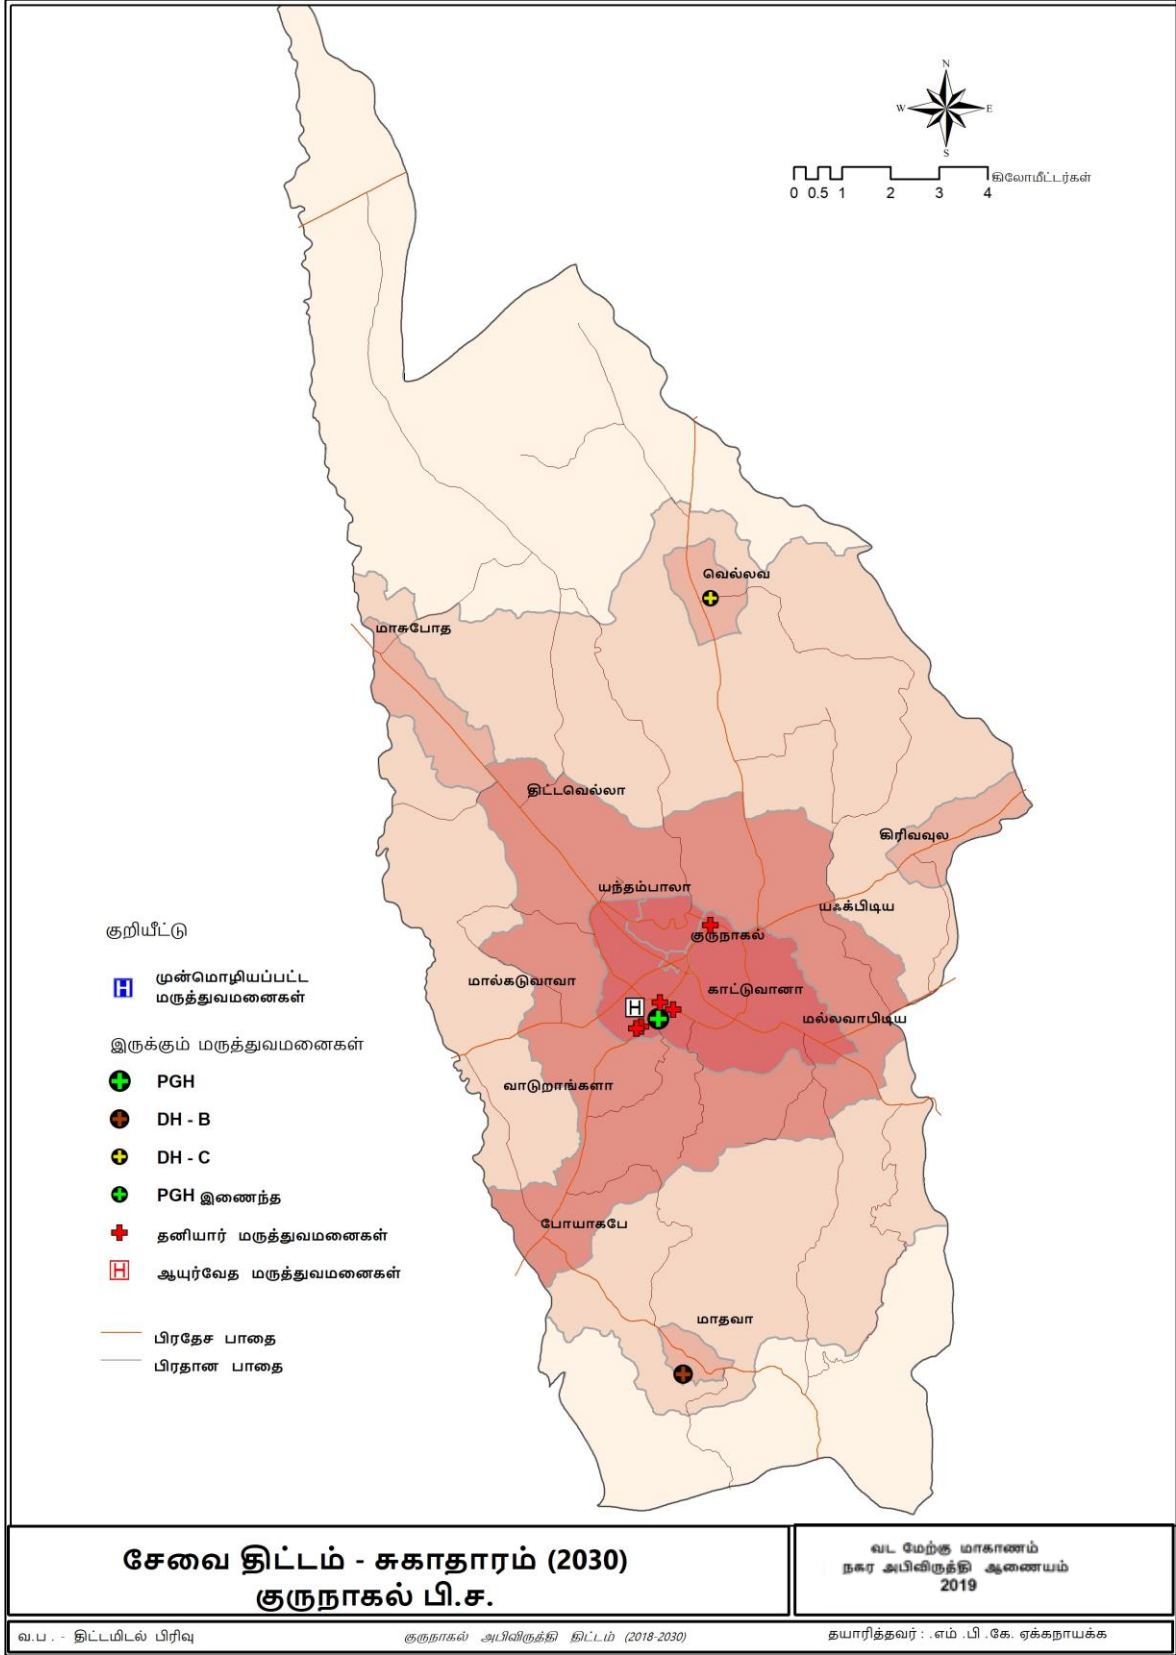 N
W
E
S
கிலோமீட்டர்கள்
0 0.5 1 2 3 4
வெல்லவ
மாசுபோத
திட்டவெல்லா
கிரிவவுல
யந்தம்பாலா
யஃக்பிடிய
குருநாகல்
மால்கடுவாவா
காட்டுவானா
மல்லவாபிடிய
வாடுறாங்களா
போயாகபே
மாதவா
குறியீட்டு
H முன்மொழியப்பட்ட
மருத்துவமனைகள்
இருக்கும் மருத்துவமனைகள்
PGH
DH - B
DH - C
PGH இணைந்த
தனியார் மருத்துவமனைகள்
H ஆயுர்வேத மருத்துவமனைகள்
பிரதேச பாதை
பிரதான பாதை
H
சேவை திட்டம் - சுகாதாரம் (2030)
குருநாகல் பி.ச.
வட மேற்கு மாகாணம்
நகர அபிவிருத்தி ஆணையம்
2019
வ.ப . - திட்டமிடல் பிரிவு
குருநாகல் அபிவிருத்தி திட்டம் (2018-2030)
தயாரித்தவர் : .எம் .பி .கே. ஏக்கநாயக்க